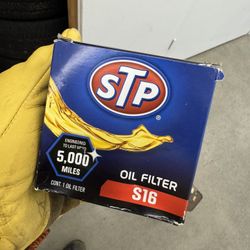 STP
®
ENGINEERED
TO LAST UP TO
5,000
MILES
CONT. 1 OIL FILTER
OIL FILTER
S16